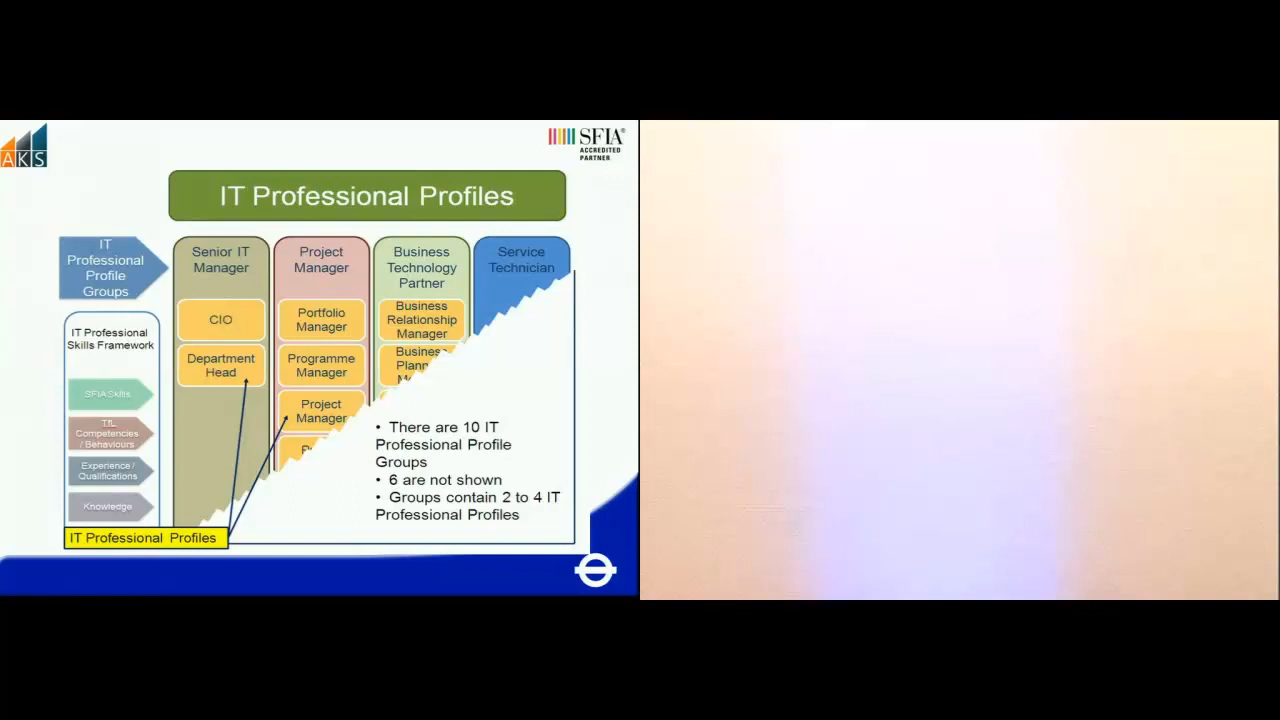 AKS
SFIA®
ACCREDITED
PARTNER
IT Professional Profiles
IT
Professional
Profile
Groups
Senior IT
Manager
Project
Manager
Business
Technology
Partner
Service
Technician
IT Professional
Skills Framework
CIO
Portfolio
Manager
Business
Relationship
Manager
Department
Head
Programme
Manager
Business
Plann
SFIA Skills
Project
Manager
TfL
Competencies
/ Behaviours
Experience /
Qualifications
Knowledge
• There are 10 IT
Professional Profile
Groups
• 6 are not shown
• Groups contain 2 to 4 IT
Professional Profiles
IT Professional Profiles